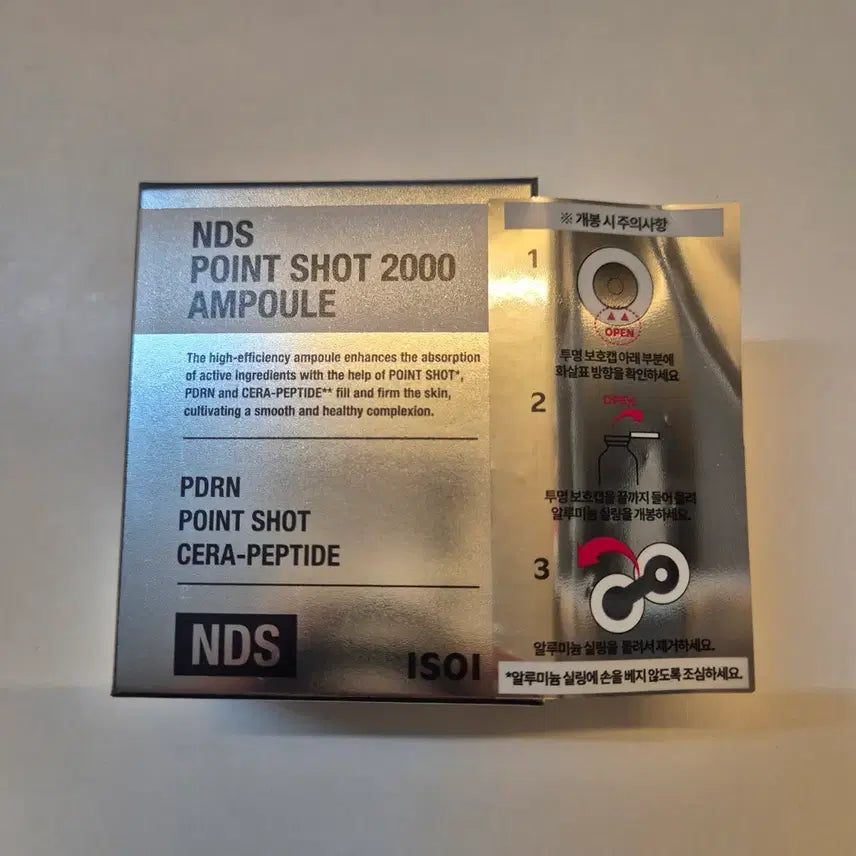 NDS
POINT SHOT 2000
AMPOULE
The high-efficiency ampoule enhances the absorption
of active ingredients with the help of POINT SHOT*,
PDRN and CERA-PEPTIDE** fill and firm the skin,
cultivating a smooth and healthy complexion.
PDRN
POINT SHOT
CERA-PEPTIDE
NDS
ISOI
※ 개봉 시 주의사항
1
OPEN
투명 보호캡 아래 부분에
화살표 방향을 확인하세요
2
OPEN
투명 보호캡을 끝까지 들어 올려
알루미늄 실링을 개봉하세요.
3
알루미늄 실링을 돌려서 제거하세요.
*알루미늄 실링에 손을 베지 않도록 조심하세요.